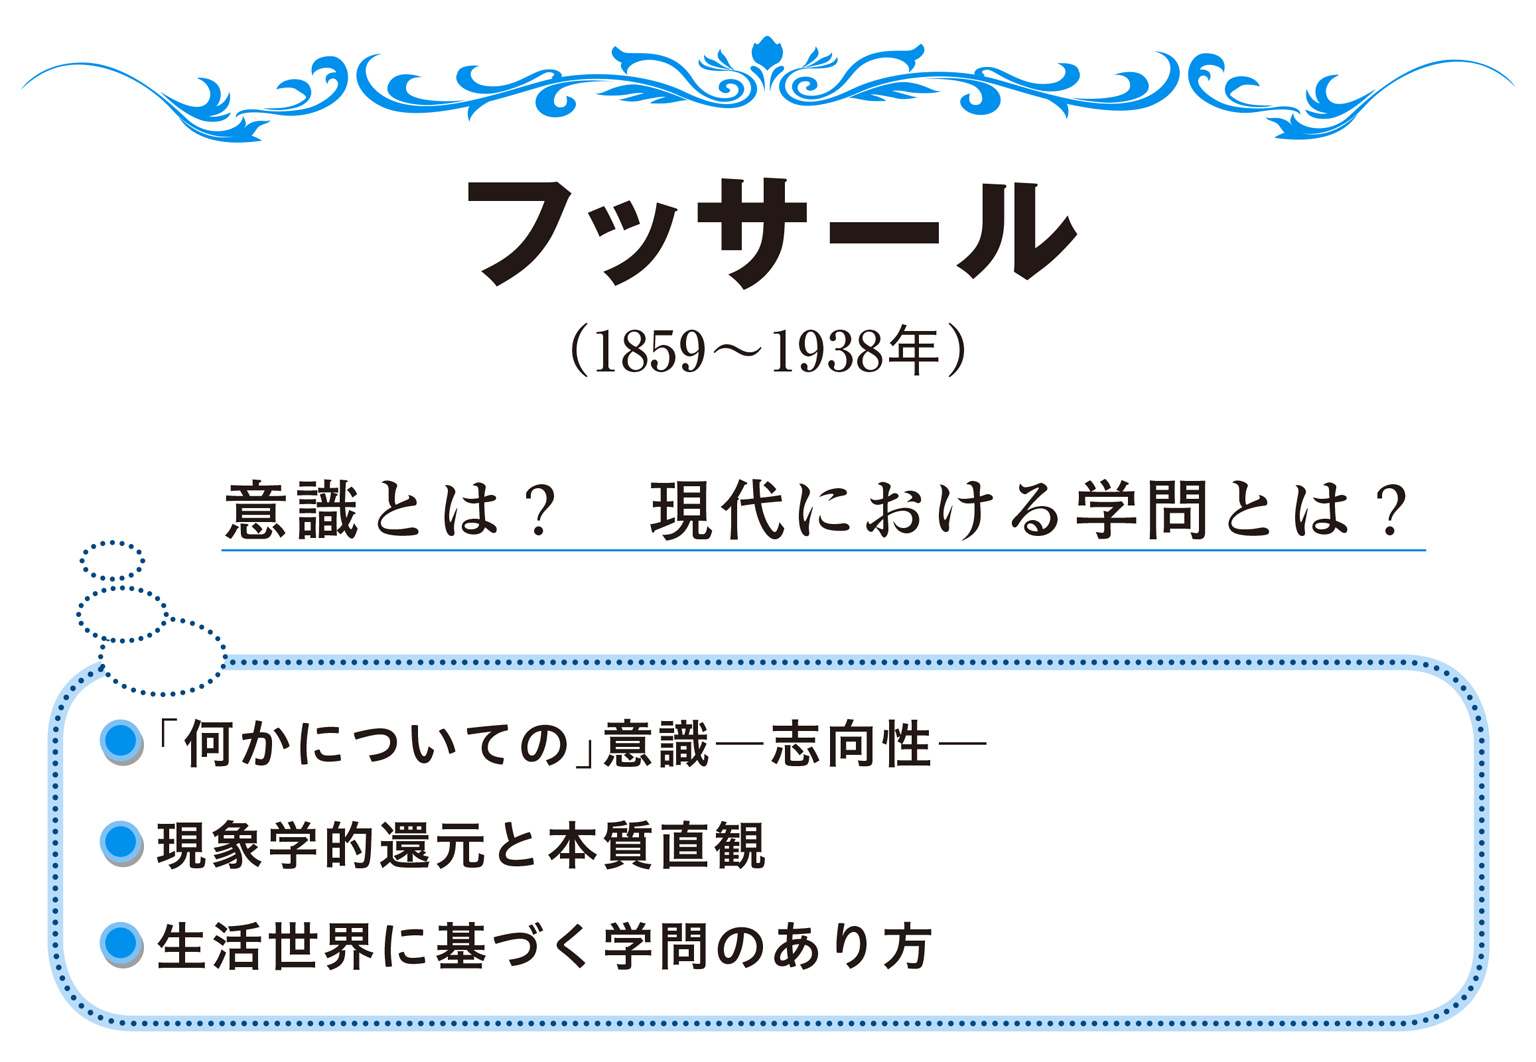 フッサール
（1859～1938年）
意識とは？　現代における学問とは？
「何かについての」意識―志向性―
現象学的還元と本質直観
生活世界に基づく学問のあり方